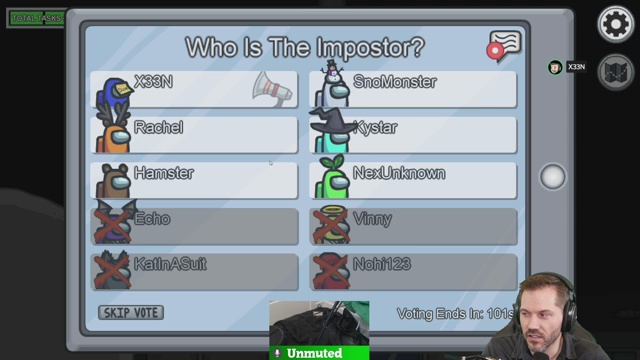 TOTAL TASKS
Who Is The Impostor?
X33N
SnoMonster
X33N
Rachel
Kystar
Hamster
NexUnknown
Echo
Vinny
KatInASuit
Nohi123
SKIP VOTE
Voting Ends In: 101s
Unmuted